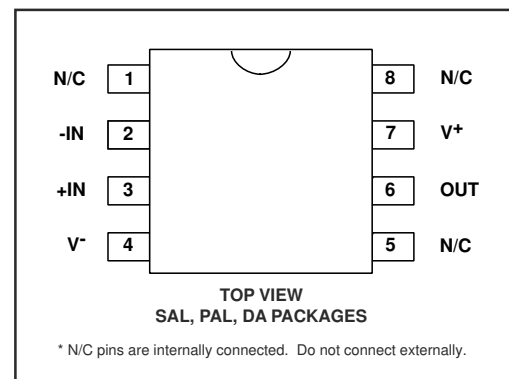 N/C 1 8 N/C
-IN 2 7 V+
+IN 3 6 OUT
V- 4 5 N/C
TOP VIEW
SAL, PAL, DA PACKAGES
* N/C pins are internally connected. Do not connect externally.